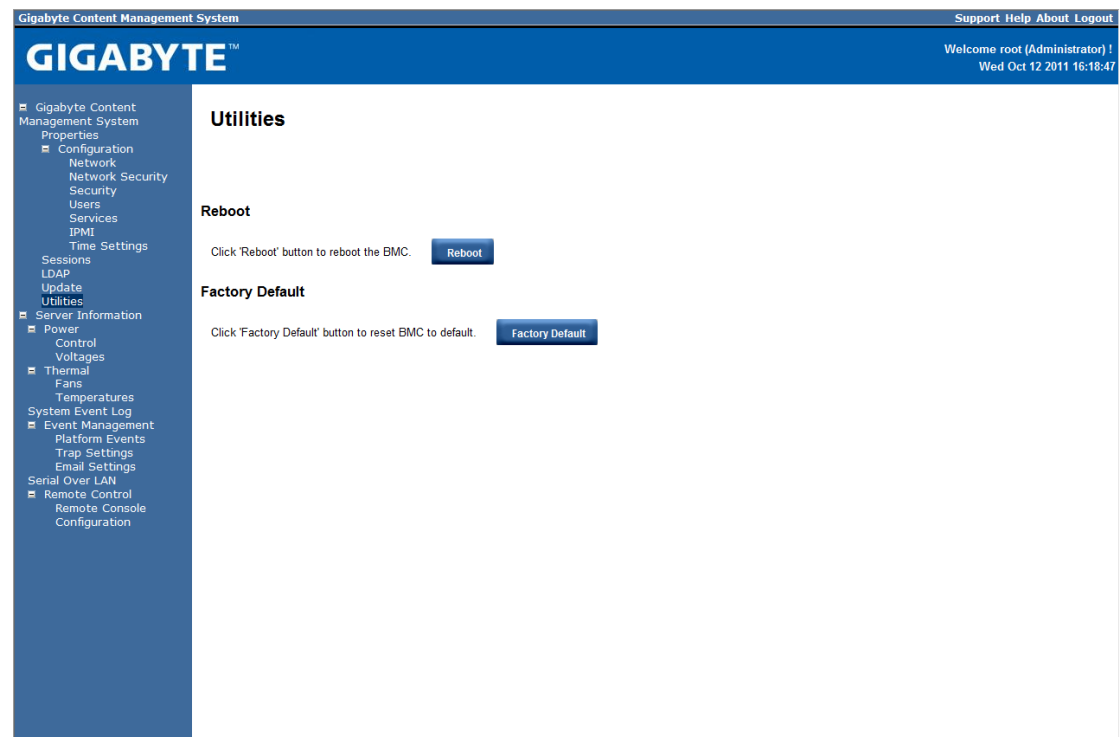 Gigabyte Content Management System
Support Help About Logout
GIGABYTE™
Welcome root (Administrator) !
Wed Oct 12 2011 16:18:47
Gigabyte Content
Management System
Properties
Configuration
Network
Network Security
Security
Users
Services
IPMI
Time Settings
Sessions
LDAP
Update
Utilities
Server Information
Power
Control
Voltages
Thermal
Fans
Temperatures
System Event Log
Event Management
Platform Events
Trap Settings
Email Settings
Serial Over LAN
Remote Control
Remote Console
Configuration
Utilities
Reboot
Click 'Reboot' button to reboot the BMC. Reboot
Factory Default
Click 'Factory Default' button to reset BMC to default. Factory Default